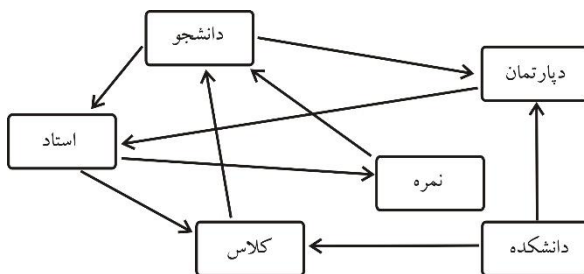 دانشجو
دپارتمان
استاد
نمره
کلاس
دانشکده